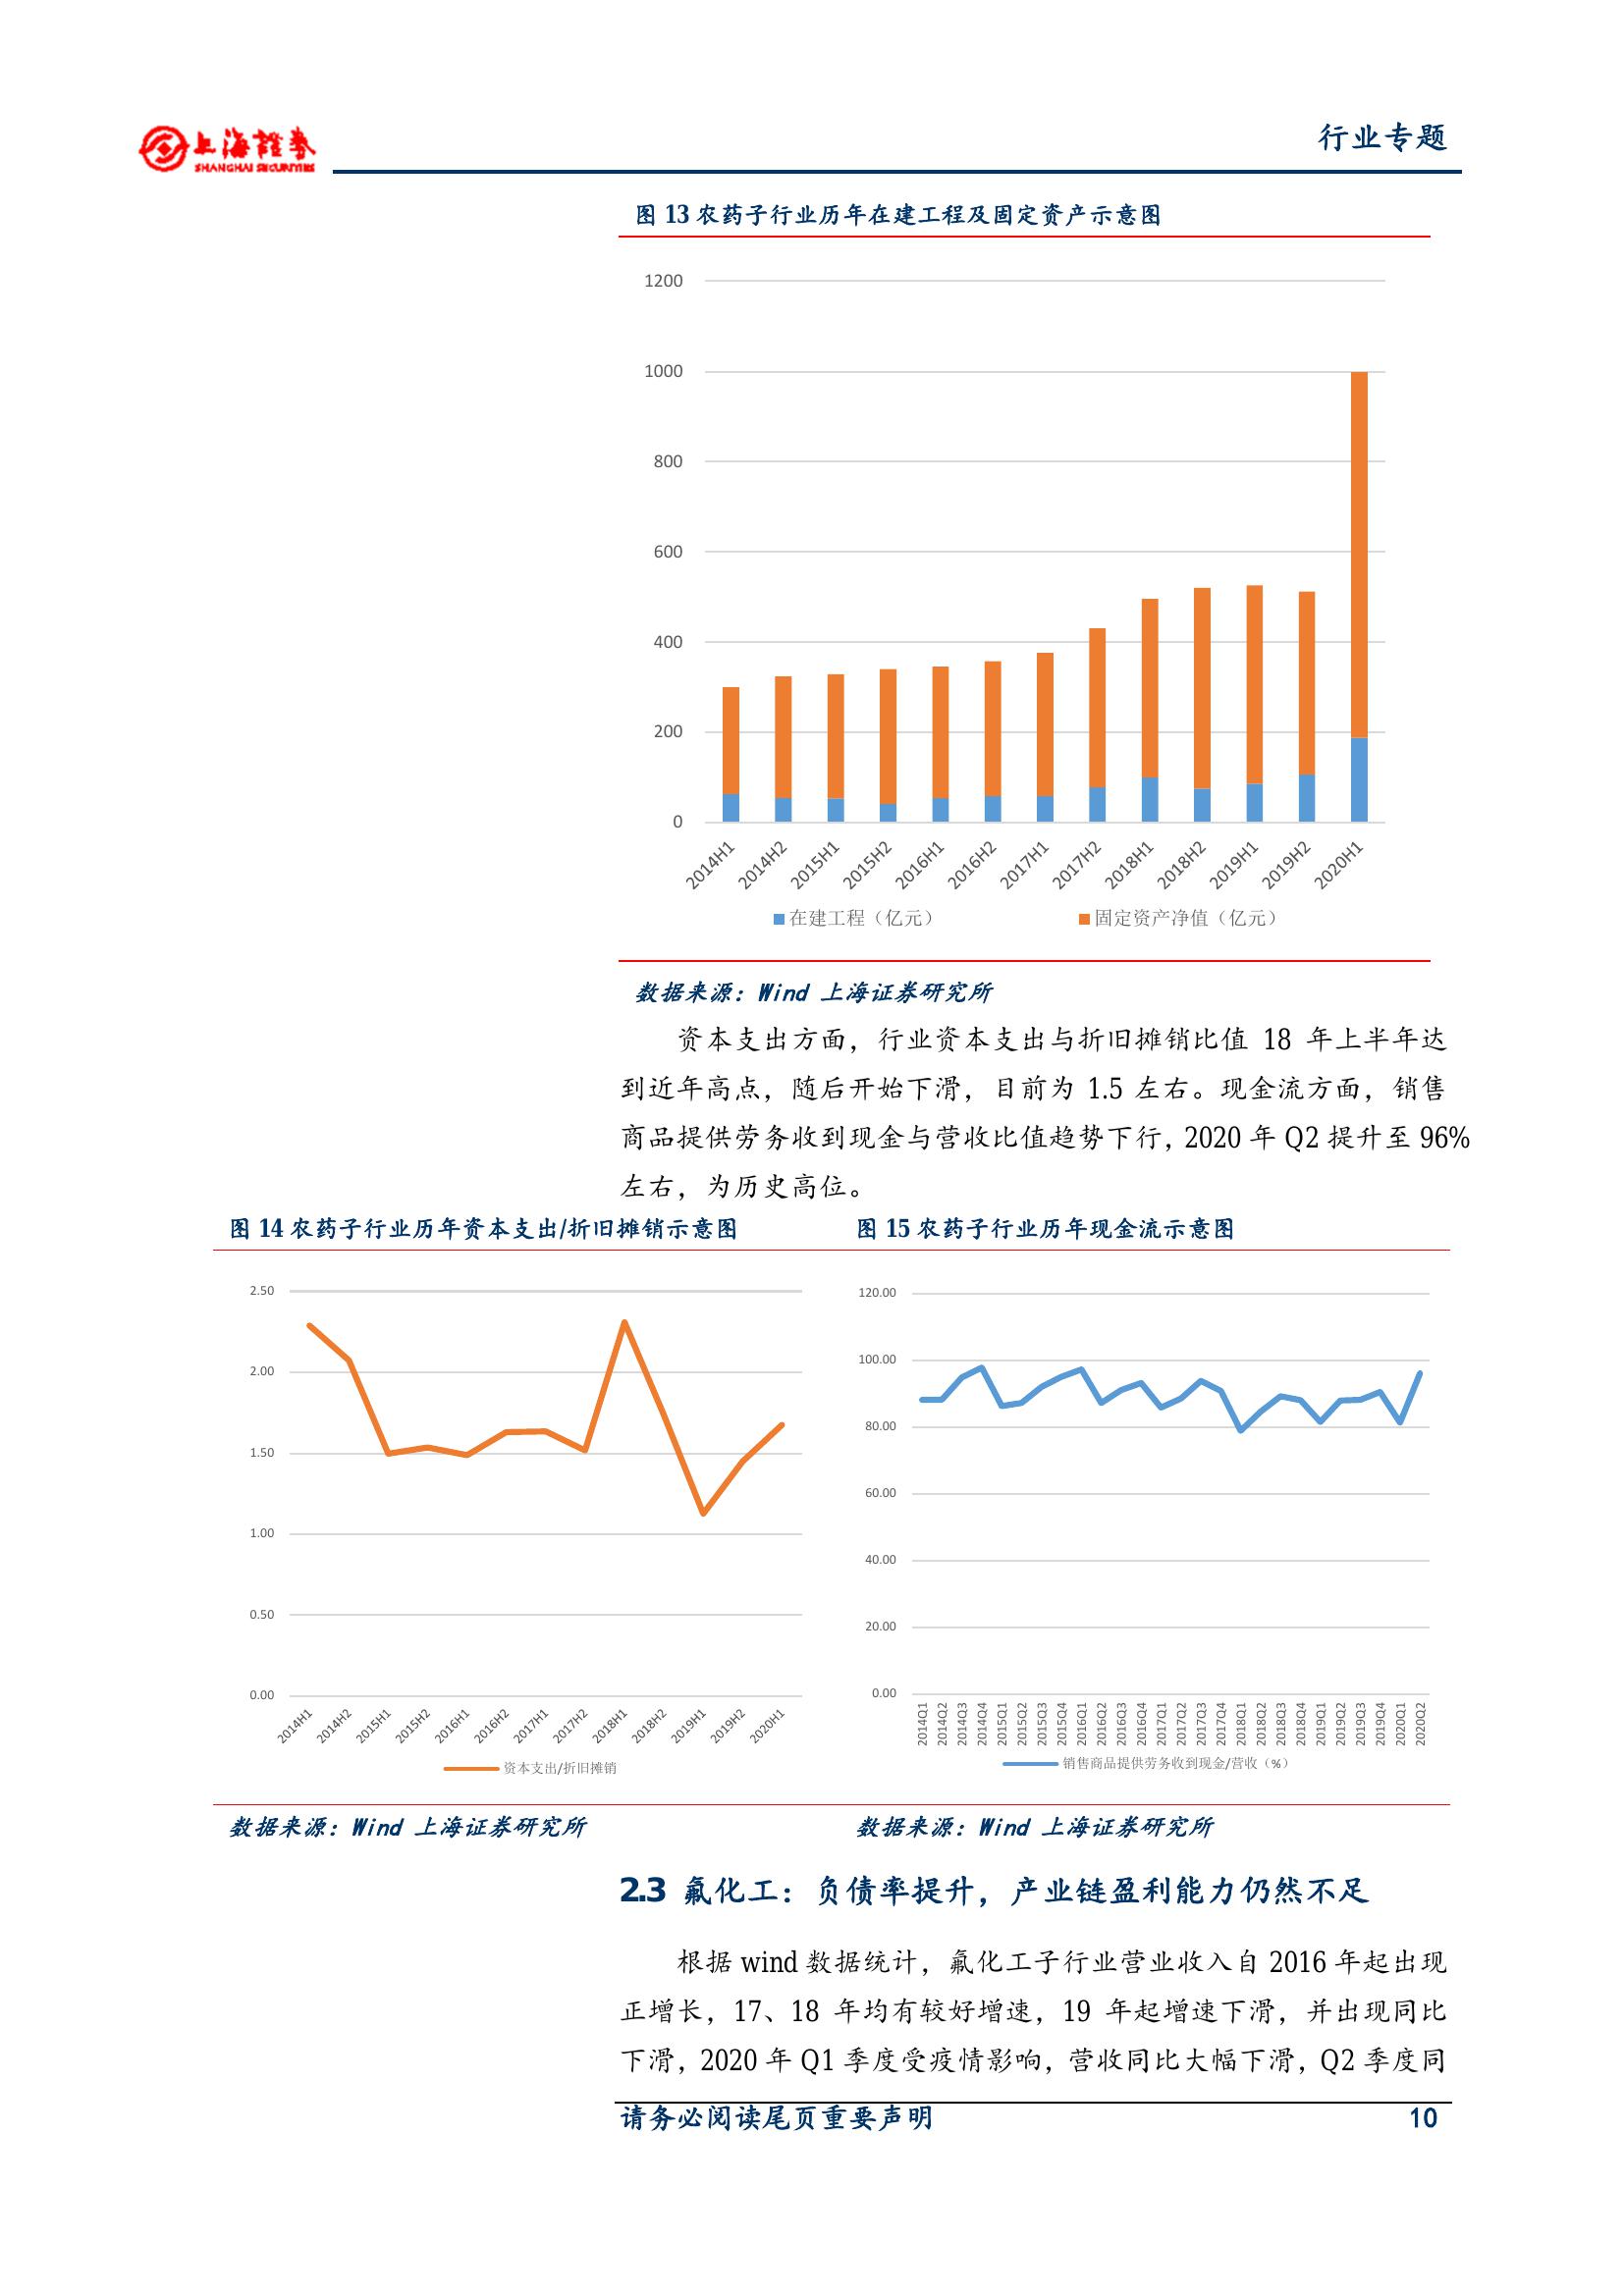 上海證券
SHANGHAI SECURITIES
行业专题
图 13 农药子行业历年在建工程及固定资产示意图
1200
1000
800
600
400
200
0
2014H1
2014H2
2015H1
2015H2
2016H1
2016H2
2017H1
2017H2
2018H1
2018H2
2019H1
2019H2
2020H1
在建工程（亿元）
固定资产净值（亿元）
数据来源：Wind 上海证券研究所
资本支出方面，行业资本支出与折旧摊销比值 18 年上半年达
到近年高点，随后开始下滑，目前为 1.5 左右。现金流方面，销售
商品提供劳务收到现金与营收比值趋势下行，2020 年 Q2 提升至 96%
左右，为历史高位。
图 14 农药子行业历年资本支出/折旧摊销示意图
2.50
2.00
1.50
1.00
0.50
0.00
2014H1
2014H2
2015H1
2015H2
2016H1
2016H2
2017H1
2017H2
2018H1
2018H2
2019H1
2019H2
2020H1
资本支出/折旧摊销
数据来源：Wind 上海证券研究所
图 15 农药子行业历年现金流示意图
120.00
100.00
80.00
60.00
40.00
20.00
0.00
2014Q1
2014Q2
2014Q3
2014Q4
2015Q1
2015Q2
2015Q3
2015Q4
2016Q1
2016Q2
2016Q3
2016Q4
2017Q1
2017Q2
2017Q3
2017Q4
2018Q1
2018Q2
2018Q3
2018Q4
2019Q1
2019Q2
2019Q3
2019Q4
2020Q1
2020Q2
销售商品提供劳务收到现金/营收（%）
数据来源：Wind 上海证券研究所
2.3 氟化工：负债率提升，产业链盈利能力仍然不足
根据 wind 数据统计，氟化工子行业营业收入自 2016 年起出现
正增长，17、18 年均有较好增速，19 年起增速下滑，并出现同比
下滑，2020 年 Q1 季度受疫情影响，营收同比大幅下滑，Q2 季度同
请务必阅读尾页重要声明
10